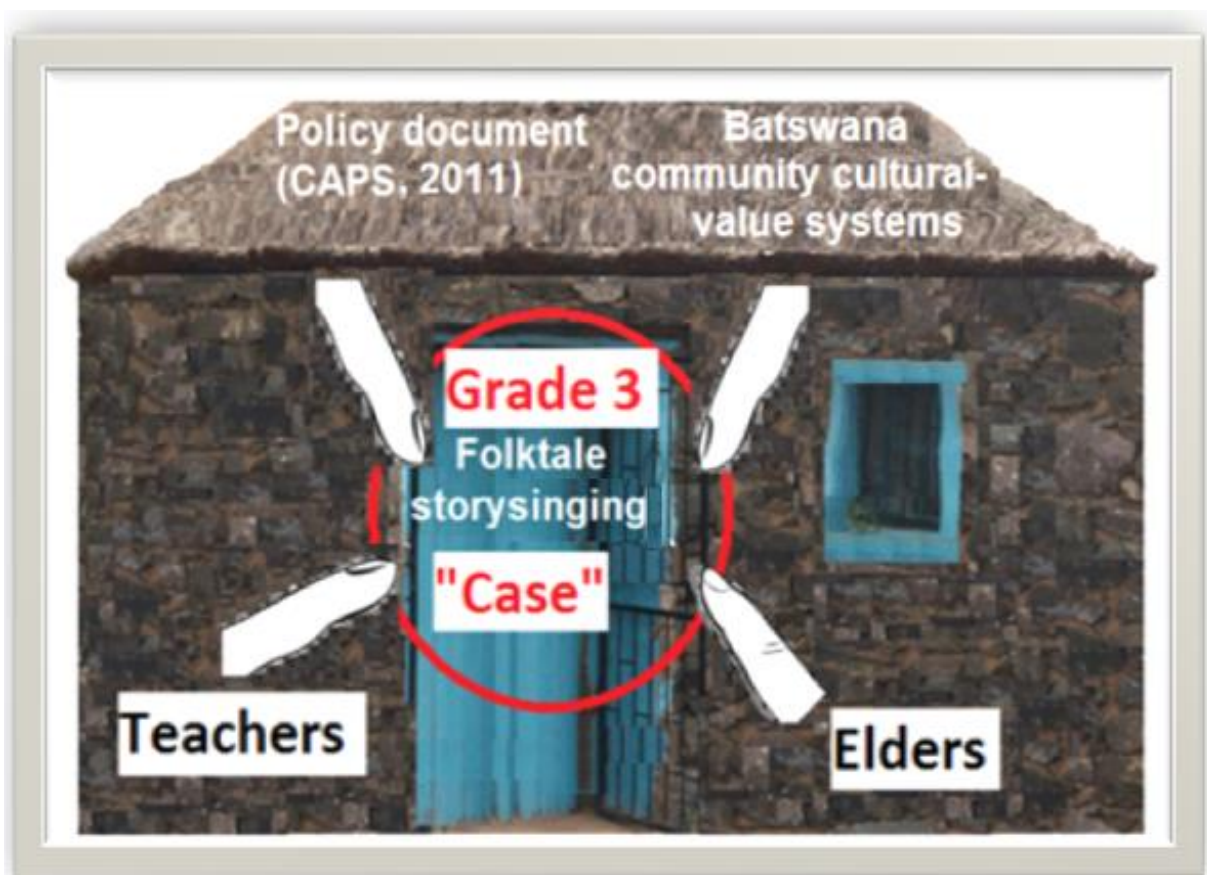 Policy document
(CAPS, 2011)
Batswana
community cultural-
value systems
Grade 3
Folktale
storysinging
"Case"
Teachers
Elders